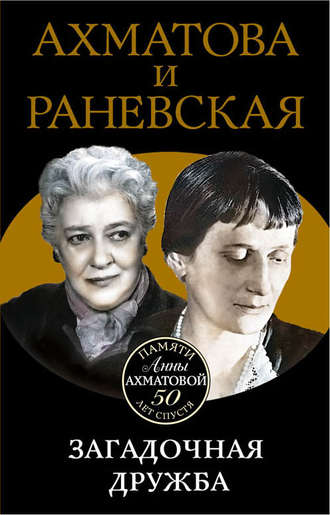 АХМАТОВА
И
РАНЕВСКАЯ
ПАМЯТИ
Анны
АХМАТОВОЙ
50
ЛЕТ СПУСТЯ
ЗАГАДОЧНАЯ
ДРУЖБА